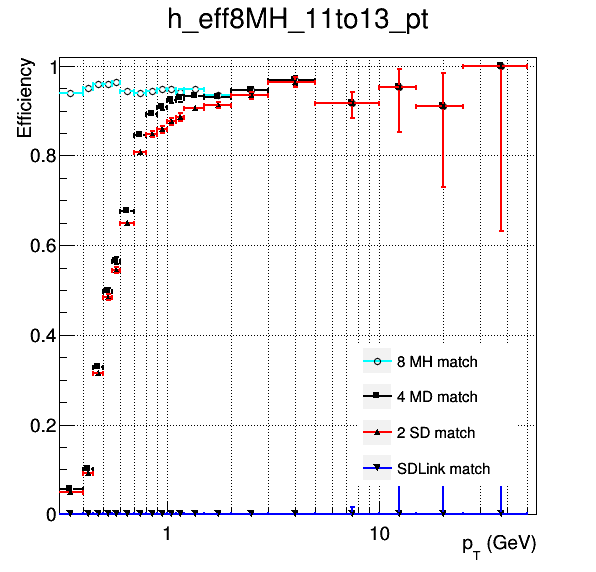 h_eff8MH_11to13_pt
Efficiency
1
0.8
0.6
0.4
0.2
0
8 MH match
4 MD match
2 SD match
SDLink match
1
10
p_T (GeV)